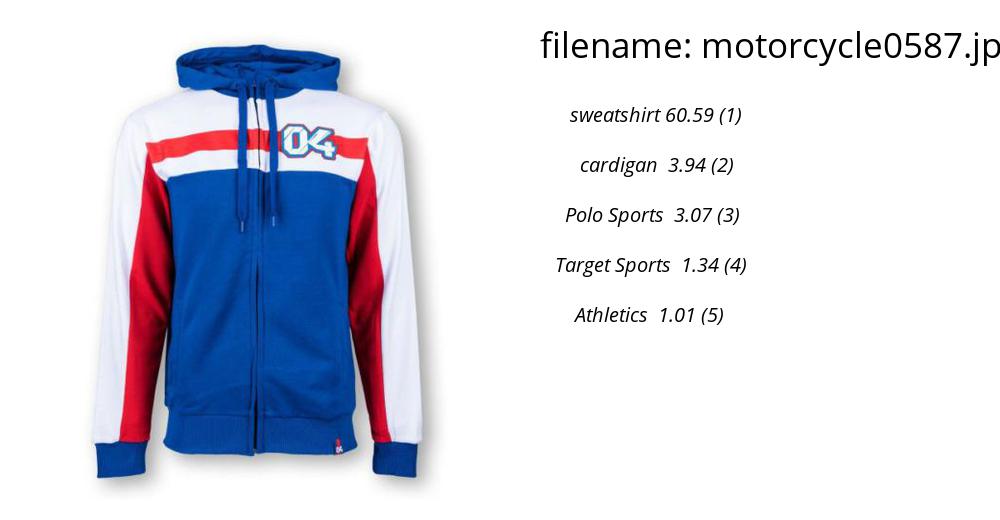 filename: motorcycle0587.jp
04
sweatshirt 60.59 (1)
cardigan 3.94 (2)
Polo Sports 3.07 (3)
Target Sports 1.34 (4)
Athletics 1.01 (5)
04